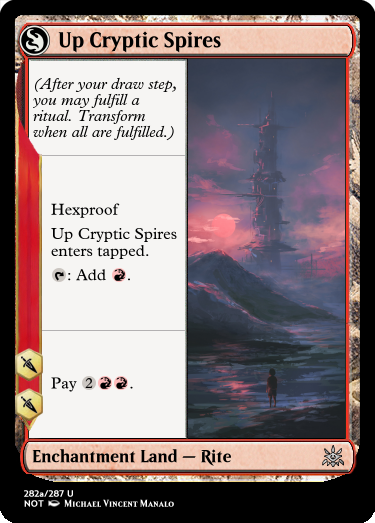 Up Cryptic Spires
(After your draw step,
you may fulfill a
ritual. Transform
when all are fulfilled.)
Hexproof
Up Cryptic Spires
enters tapped.
: Add .
Pay 2.
Enchantment Land — Rite
282a/287 U
NOT Michael Vincent Manalo